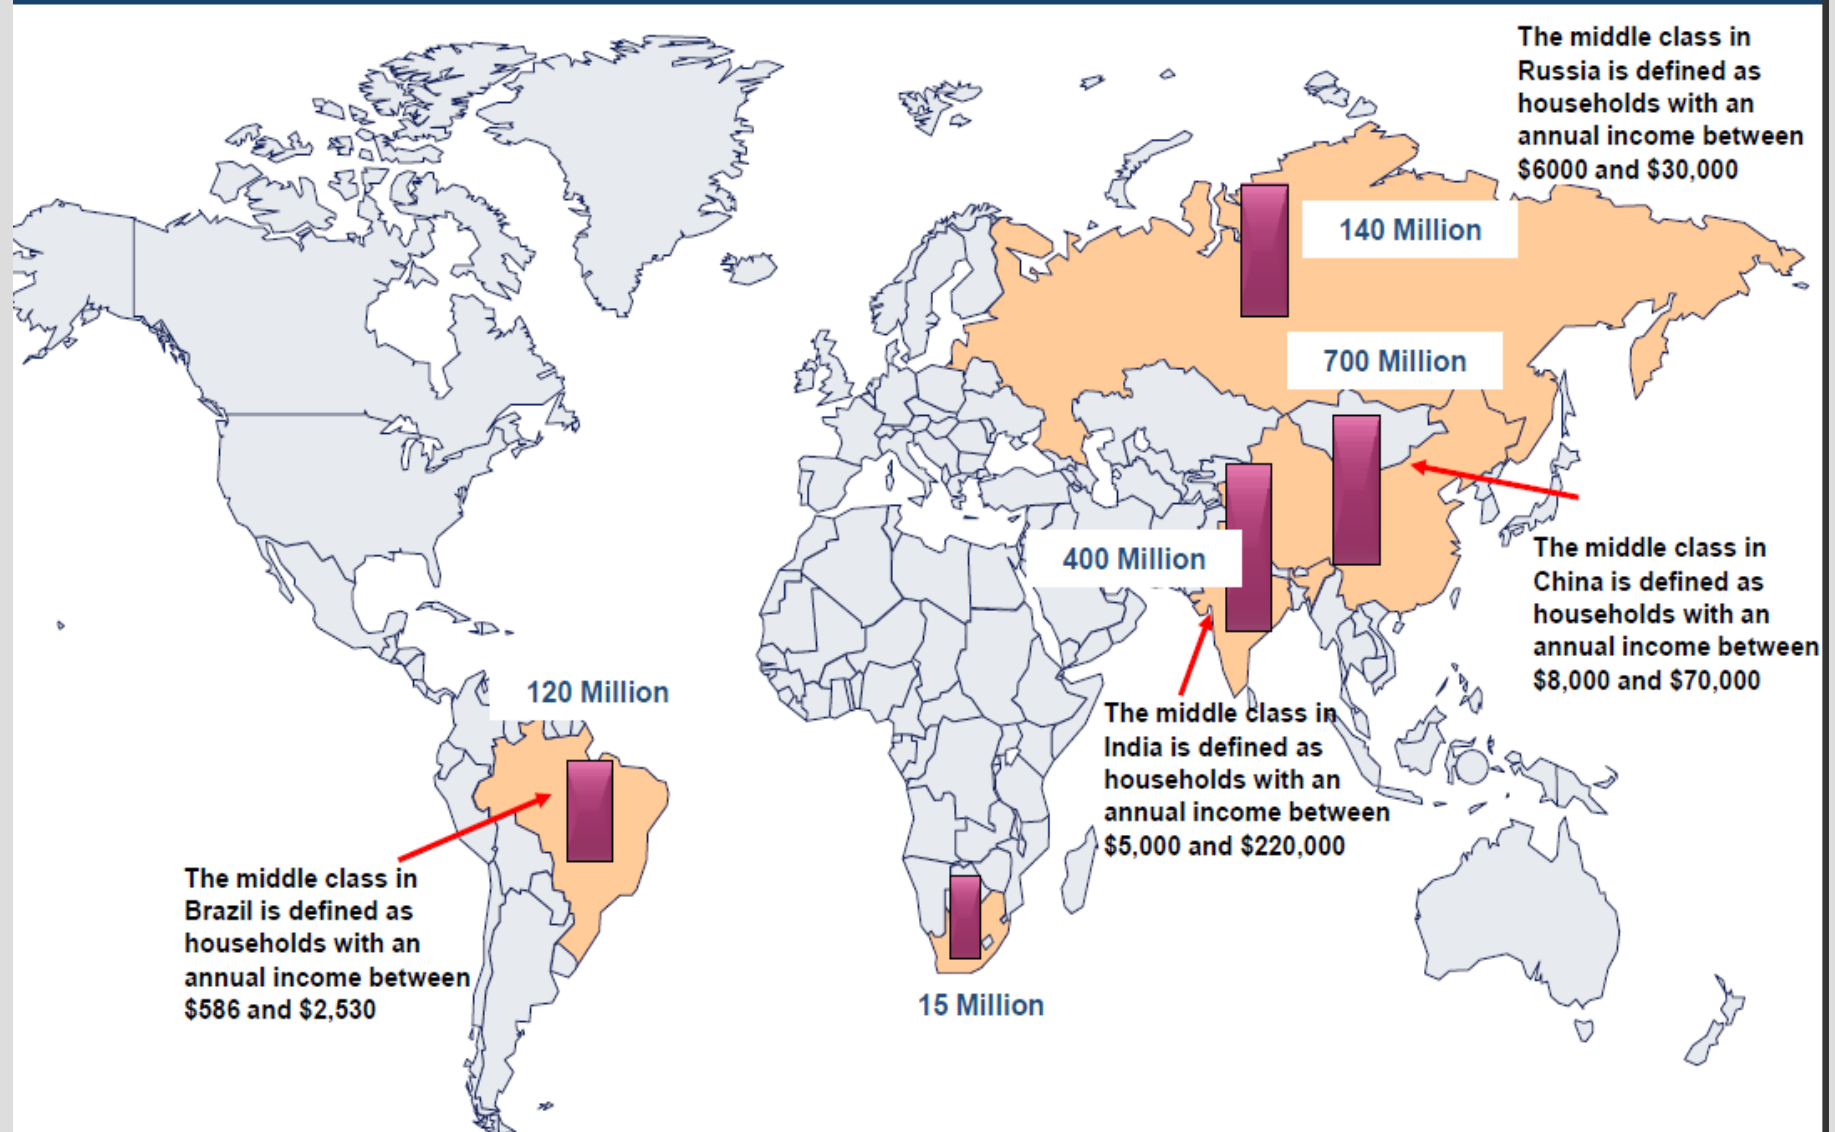 The middle class in
Russia is defined as
households with an
annual income between
$6000 and $30,000
140 Million
700 Million
400 Million
The middle class in
China is defined as
households with an
annual income between
$8,000 and $70,000
120 Million
The middle class in
India is defined as
households with an
annual income between
$5,000 and $220,000
The middle class in
Brazil is defined as
households with an
annual income between
$586 and $2,530
15 Million